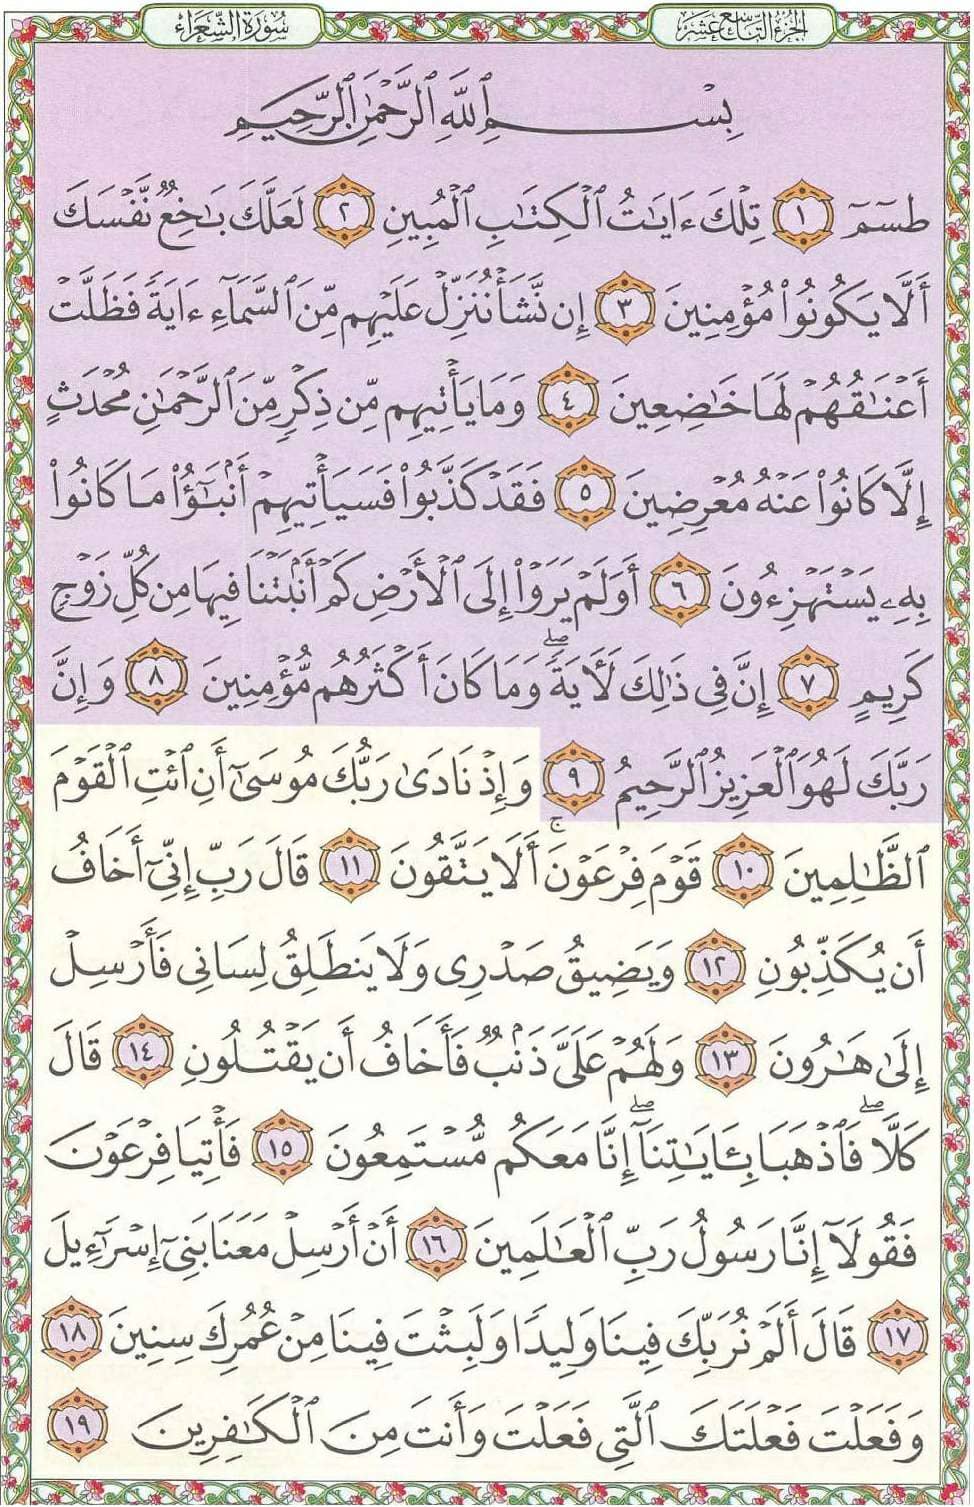 الجزء التاسع عشر
سورة الشعراء
بِسْمِ ٱللَّهِ ٱلرَّحْمَٰنِ ٱلرَّحِيمِ
طسٓمٓ ١ تِلْكَ ءَايَٰتُ ٱلْكِتَٰبِ ٱلْمُبِينِ ٢ لَعَلَّكَ بَٰخِعٌ نَّفْسَكَ
أَلَّا يَكُونُوا۟ مُؤْمِنِينَ ٣ إِن نَّشَأْ نُنَزِّلْ عَلَيْهِم مِّنَ ٱلسَّمَآءِ ءَايَةً فَظَلَّتْ
أَعْنَٰقُهُمْ لَهَا خَٰضِعِينَ ٤ وَمَا يَأْتِيهِم مِّن ذِكْرٍ مِّنَ ٱلرَّحْمَٰنِ مُحْدَثٍ
إِلَّا كَانُوا۟ عَنْهُ مُعْرِضِينَ ٥ فَقَدْ كَذَّبُوا۟ فَسَيَأْتِيهِمْ أَنۢبَٰٓؤُا۟ مَا كَانُوا۟
بِهِۦ يَسْتَهْزِءُونَ ٦ أَوَلَمْ يَرَوْا۟ إِلَى ٱلْأَرْضِ كَمْ أَنۢبَتْنَا فِيهَا مِن كُلِّ زَوْجٍ
كَرِيمٍ ٧ إِنَّ فِى ذَٰلِكَ لَـَٔايَةً ۖ وَمَا كَانَ أَكْثَرُهُم مُّؤْمِنِينَ ٨ وَإِنَّ
رَبَّكَ لَهُوَ ٱلْعَزِيزُ ٱلرَّحِيمُ ٩ وَإِذْ نَادَىٰ رَبُّكَ مُوسَىٰٓ أَنِ ٱئْتِ ٱلْقَوْمَ
ٱلظَّٰلِمِينَ ١٠ قَوْمَ فِرْعَوْنَ ۚ أَلَا يَتَّقُونَ ١١ قَالَ رَبِّ إِنِّىٓ أَخَافُ
أَن يُكَذِّبُونِ ١٢ وَيَضِيقُ صَدْرِى وَلَا يَنطَلِقُ لِسَانِى فَأَرْسِلْ
إِلَىٰ هَٰرُونَ ١٣ وَلَهُمْ عَلَىَّ ذَنۢبٌ فَأَخَافُ أَن يَقْتُلُونِ ١٤ قَالَ
كَلَّا ۖ فَٱذْهَبَا بِـَٔايَٰتِنَآ ۖ إِنَّا مَعَكُم مُّسْتَمِعُونَ ١٥ فَأْتِيَا فِرْعَوْنَ
فَقُولَآ إِنَّا رَسُولُ رَبِّ ٱلْعَٰلَمِينَ ١٦ أَنْ أَرْسِلْ مَعَنَا بَنِىٓ إِسْرَٰٓءِيلَ
١٧ قَالَ أَلَمْ نُرَبِّكَ فِينَا وَلِيدًا وَلَبِثْتَ فِينَا مِنْ عُمُرِكَ سِنِينَ ١٨
وَفَعَلْتَ فَعْلَتَكَ ٱلَّتِى فَعَلْتَ وَأَنتَ مِنَ ٱلْكَٰفِرِينَ ١٩